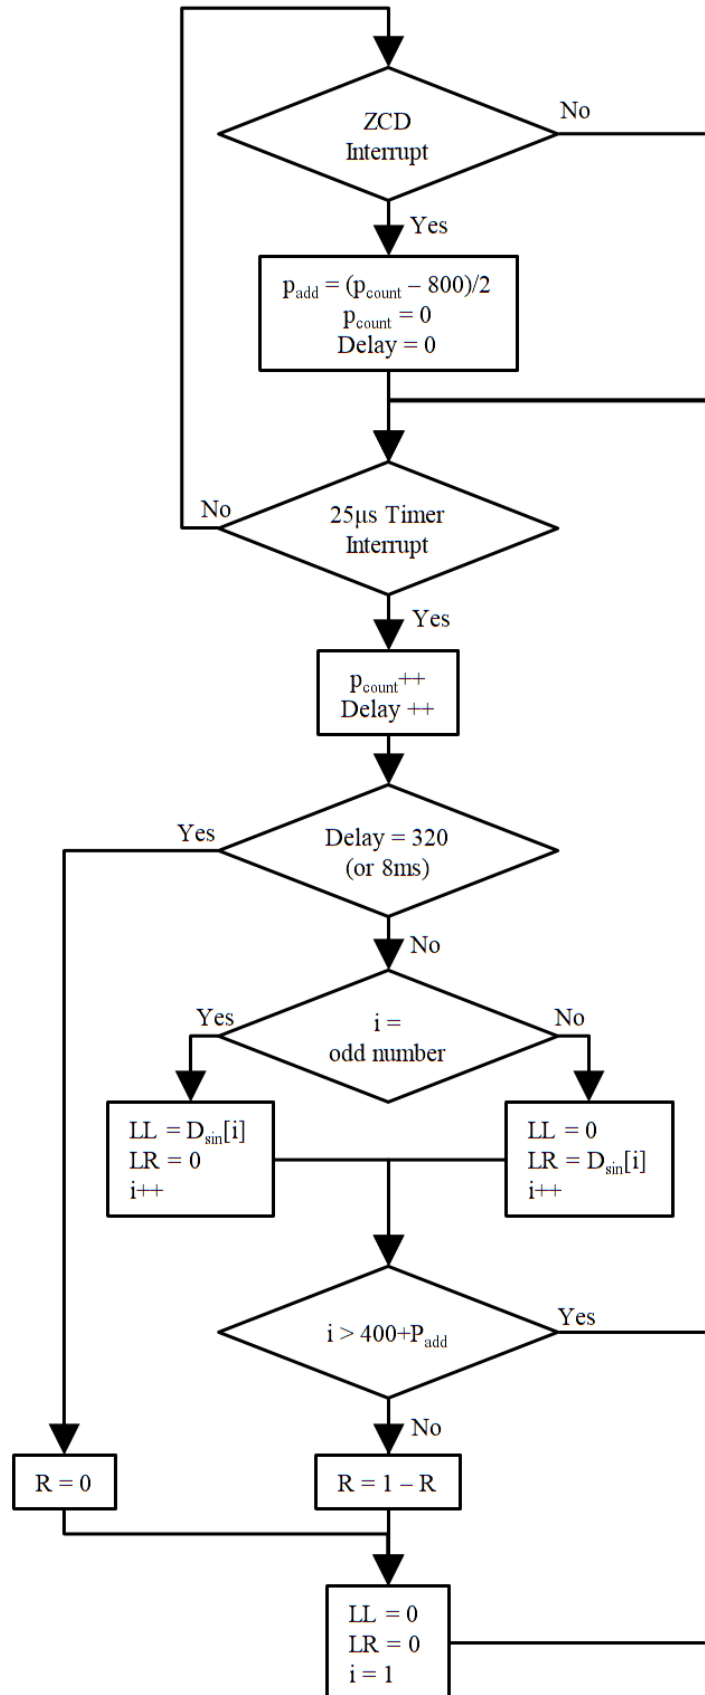 ZCD
Interrupt
No
Yes
p_add = (p_count – 800)/2
p_count = 0
Delay = 0
25μs Timer
Interrupt
No
Yes
p_count++
Delay ++
Delay = 320
(or 8ms)
Yes
No
i =
odd number
Yes
No
LL = D_sin[i]
LR = 0
i++
LL = 0
LR = D_sin[i]
i++
i > 400+P_add
Yes
No
R = 0
R = 1 – R
LL = 0
LR = 0
i = 1